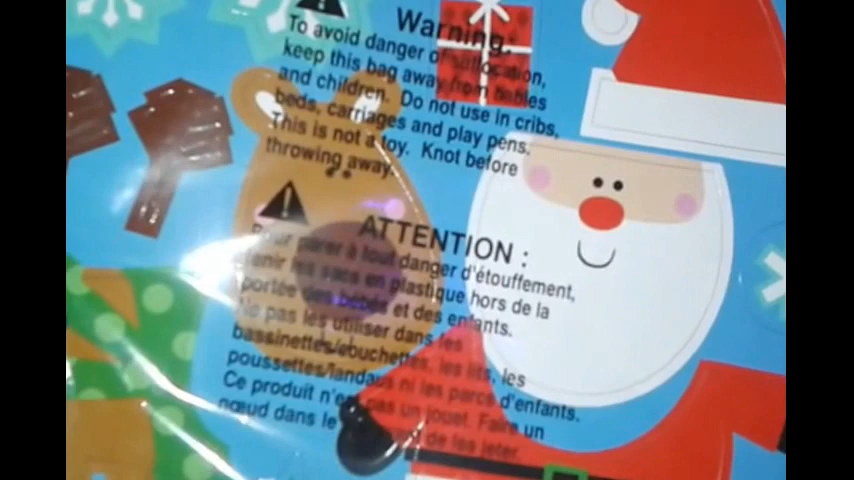 Warning.
To avoid danger of suffocation,
keep this bag away from babies
and children. Do not use in cribs,
beds, carriages and play pens.
This is not a toy. Knot before
throwing away.
ATTENTION :
Pour parer à tout danger d'étouffement,
tenir les sacs en plastique hors de la
portée des bébés et des enfants.
Ne pas les utiliser dans les
bassinettes/couchettes, les lits, les
poussettes/landaus ni les parcs d'enfants.
Ce produit n'est pas un jouet. Faire un
nœud dans le de les jeter.